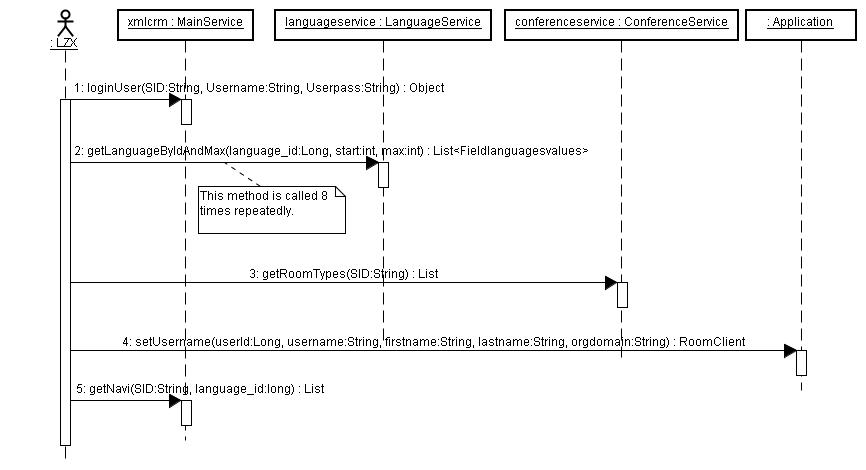 xmlcrm : MainService
languageservice : LanguageService
conferenceservice : ConferenceService
: Application
: LZX
1: loginUser(SID:String, Username:String, Userpass:String) : Object
2: getLanguageByIdAndMax(language_id:Long, start:int, max:int) : List<Fieldlanguagesvalues>
This method is called 8
times repeatedly.
3: getRoomTypes(SID:String) : List
4: setUsername(userId:Long, username:String, firstname:String, lastname:String, orgdomain:String) : RoomClient
5: getNavi(SID:String, language_id:long) : List